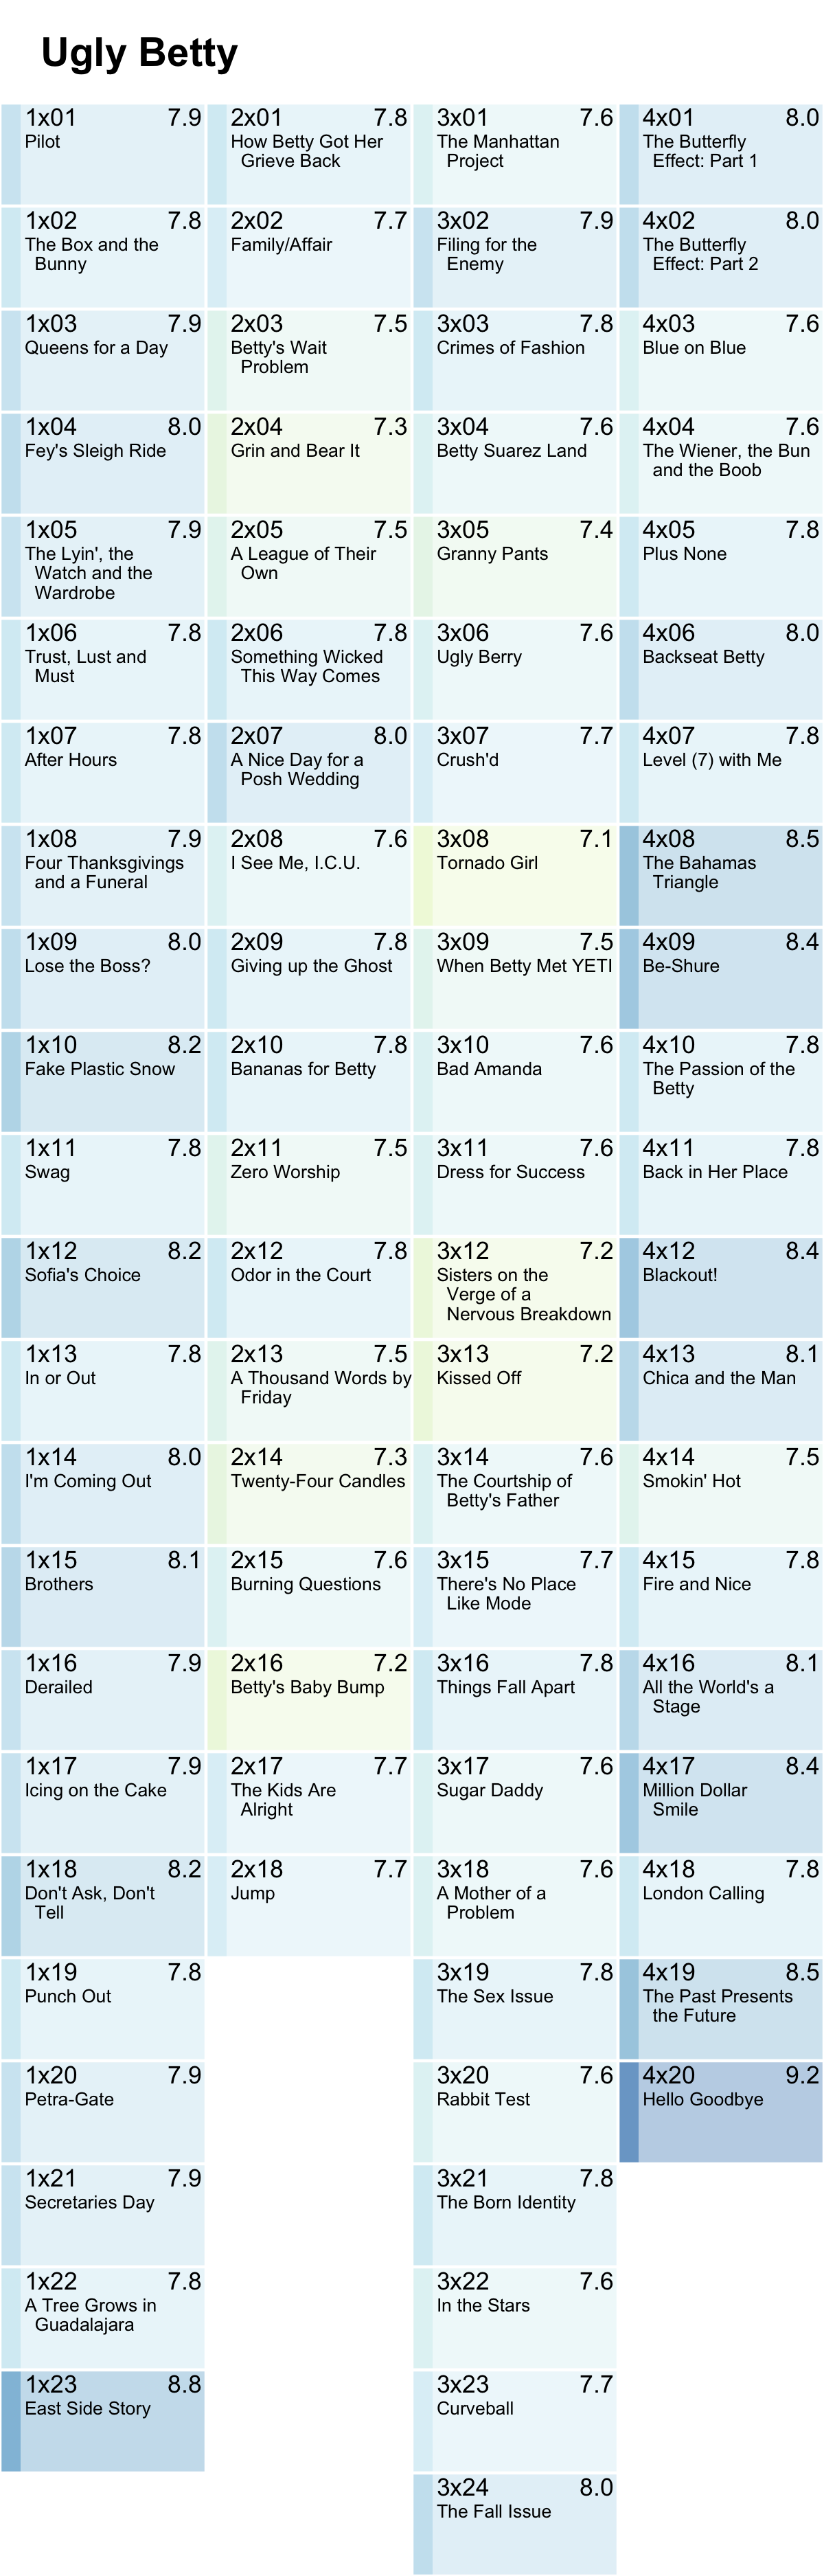 Ugly Betty
1x01 7.9
Pilot
1x02 7.8
The Box and the
Bunny
1x03 7.9
Queens for a Day
1x04 8.0
Fey's Sleigh Ride
1x05 7.9
The Lyin', the
Watch and the
Wardrobe
1x06 7.8
Trust, Lust and
Must
1x07 7.8
After Hours
1x08 7.9
Four Thanksgivings
and a Funeral
1x09 8.0
Lose the Boss?
1x10 8.2
Fake Plastic Snow
1x11 7.8
Swag
1x12 8.2
Sofia's Choice
1x13 7.8
In or Out
1x14 8.0
I'm Coming Out
1x15 8.1
Brothers
1x16 7.9
Derailed
1x17 7.9
Icing on the Cake
1x18 8.2
Don't Ask, Don't
Tell
1x19 7.8
Punch Out
1x20 7.9
Petra-Gate
1x21 7.9
Secretaries Day
1x22 7.8
A Tree Grows in
Guadalajara
1x23 8.8
East Side Story
2x01 7.8
How Betty Got Her
Grieve Back
2x02 7.7
Family/Affair
2x03 7.5
Betty's Wait
Problem
2x04 7.3
Grin and Bear It
2x05 7.5
A League of Their
Own
2x06 7.8
Something Wicked
This Way Comes
2x07 8.0
A Nice Day for a
Posh Wedding
2x08 7.6
I See Me, I.C.U.
2x09 7.8
Giving up the Ghost
2x10 7.8
Bananas for Betty
2x11 7.5
Zero Worship
2x12 7.8
Odor in the Court
2x13 7.5
A Thousand Words by
Friday
2x14 7.3
Twenty-Four Candles
2x15 7.6
Burning Questions
2x16 7.2
Betty's Baby Bump
2x17 7.7
The Kids Are
Alright
2x18 7.7
Jump
3x01 7.6
The Manhattan
Project
3x02 7.9
Filing for the
Enemy
3x03 7.8
Crimes of Fashion
3x04 7.6
Betty Suarez Land
3x05 7.4
Granny Pants
3x06 7.6
Ugly Berry
3x07 7.7
Crush'd
3x08 7.1
Tornado Girl
3x09 7.5
When Betty Met YETI
3x10 7.6
Bad Amanda
3x11 7.6
Dress for Success
3x12 7.2
Sisters on the
Verge of a
Nervous Breakdown
3x13 7.2
Kissed Off
3x14 7.6
The Courtship of
Betty's Father
3x15 7.7
There's No Place
Like Mode
3x16 7.8
Things Fall Apart
3x17 7.6
Sugar Daddy
3x18 7.6
A Mother of a
Problem
3x19 7.8
The Sex Issue
3x20 7.6
Rabbit Test
3x21 7.8
The Born Identity
3x22 7.6
In the Stars
3x23 7.7
Curveball
3x24 8.0
The Fall Issue
4x01 8.0
The Butterfly
Effect: Part 1
4x02 8.0
The Butterfly
Effect: Part 2
4x03 7.6
Blue on Blue
4x04 7.6
The Wiener, the Bun
and the Boob
4x05 7.8
Plus None
4x06 8.0
Backseat Betty
4x07 7.8
Level (7) with Me
4x08 8.5
The Bahamas
Triangle
4x09 8.4
Be-Shure
4x10 7.8
The Passion of the
Betty
4x11 7.8
Back in Her Place
4x12 8.4
Blackout!
4x13 8.1
Chica and the Man
4x14 7.5
Smokin' Hot
4x15 7.8
Fire and Nice
4x16 8.1
All the World's a
Stage
4x17 8.4
Million Dollar
Smile
4x18 7.8
London Calling
4x19 8.5
The Past Presents
the Future
4x20 9.2
Hello Goodbye